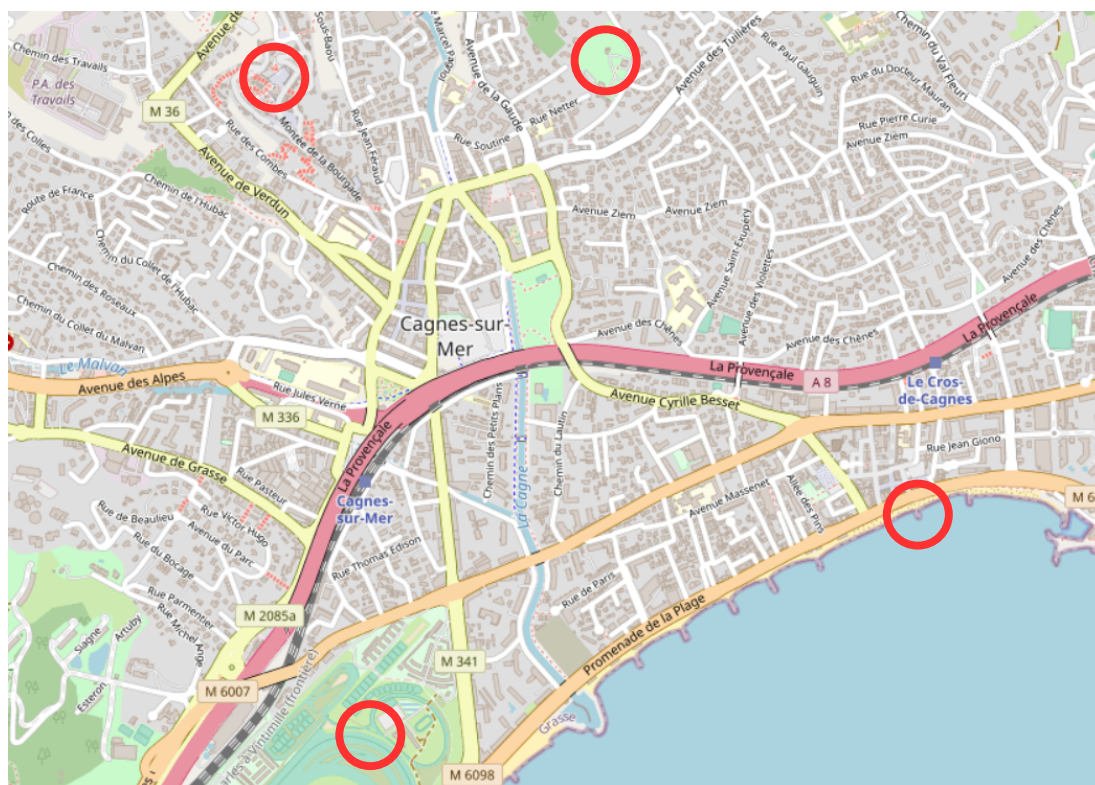 Avenue de
Sous-Baou
Chemin des Travails
P.A. des
Travails
M 36
Avenue de la Gaude
Rue Netter
Rue Soutine
Avenue des Tuilières
Rue Paul Gauguin
Chemin du Val Fleuri
Rue du Docteur Mauran
Rue Pierre Curie
Avenue Ziem
Montée de la Bourgade
Rue Jean Féraud
Rue des Combes
Avenue de Verdun
Chemin de l'Hubac
Route de France
Chemin du Collet de l'Hubac
Chemin des Roseaux
Chemin du Collet du Malvan
Avenue Ziem
Avenue Ziem
Avenue Saint-Exupéry
Avenue des Violettes
Avenue des Chênes
Cagnes-sur-
Mer
Avenue des Chênes
Avenue des Chênes
La Provençale
La Provençale
A 8
Le Cros-
de-Cagnes
Le Malvan
Avenue des Alpes
Rue Jules Verne
M 336
Avenue de Grasse
La Provençale
Chemin des Petits Plans
La Cagne
Chemin du Lautin
Avenue Cyrille Besset
Rue Jean Giono
Rue Pasteur
Cagnes-
sur-Mer
Rue Victor Hugo
Rue de Beaulieu
Avenue du Parc
Rue du Bocage
Avenue Massenet
Allée des Pins
M 6
Rue Thomas Edison
Rue de Paris
Rue Parmentier
Rue Michel Ange
M 2085a
Siagne
Artuby
Esteron
Promenade de la Plage
M 341
M 6007
Vintimille (frontière)
Grasse
M 6098